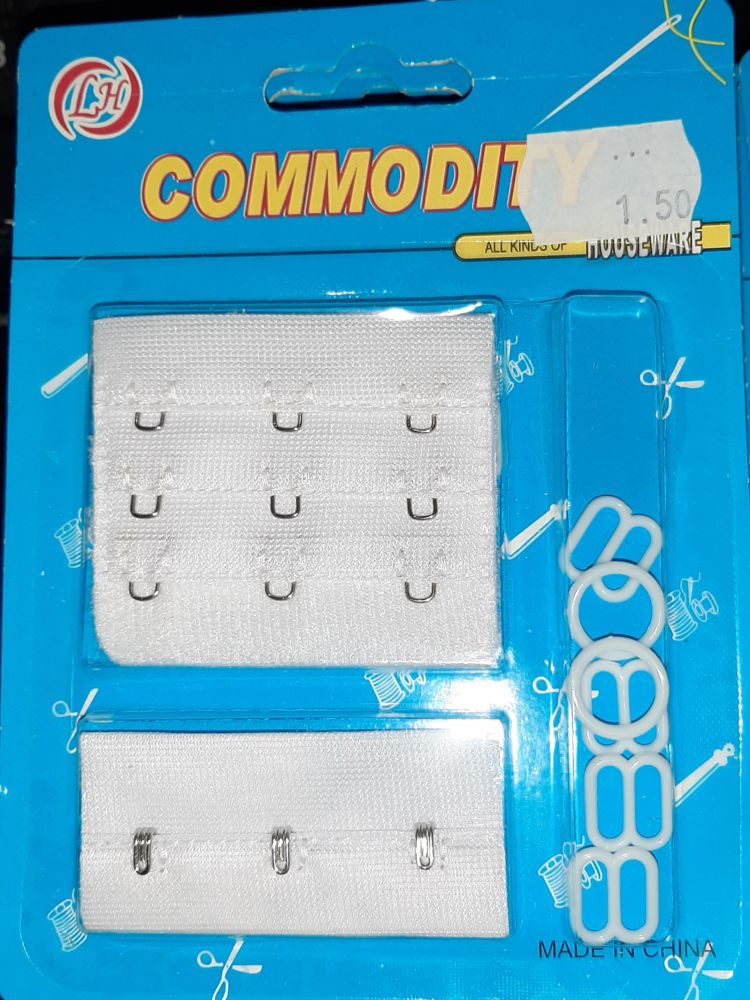 LH
COMMODITY
...
1.50
ALL KINDS OF HOUSEWARE
MADE IN CHINA